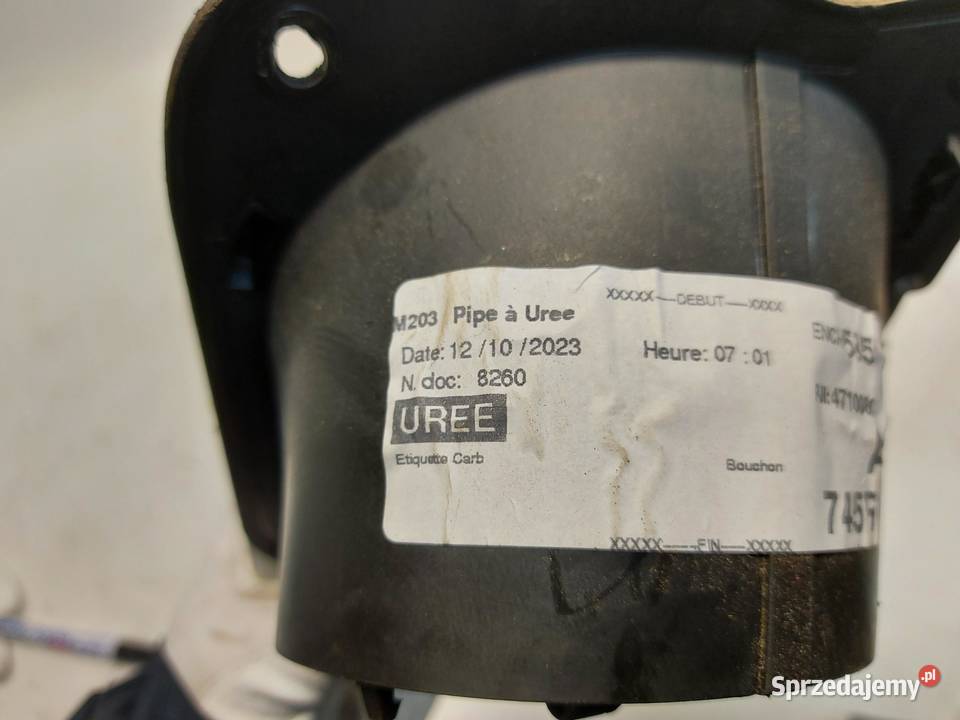 XXXXX----DEBUT----XXXXX
M203 Pipe à Uree
Date: 12 /10 /2023 Heure: 07 : 01
N. doc: 8260
UREE
Etiquette Carb Bouchon
XXXXX-----FIN----XXXXX
Sprzedajemy.pl